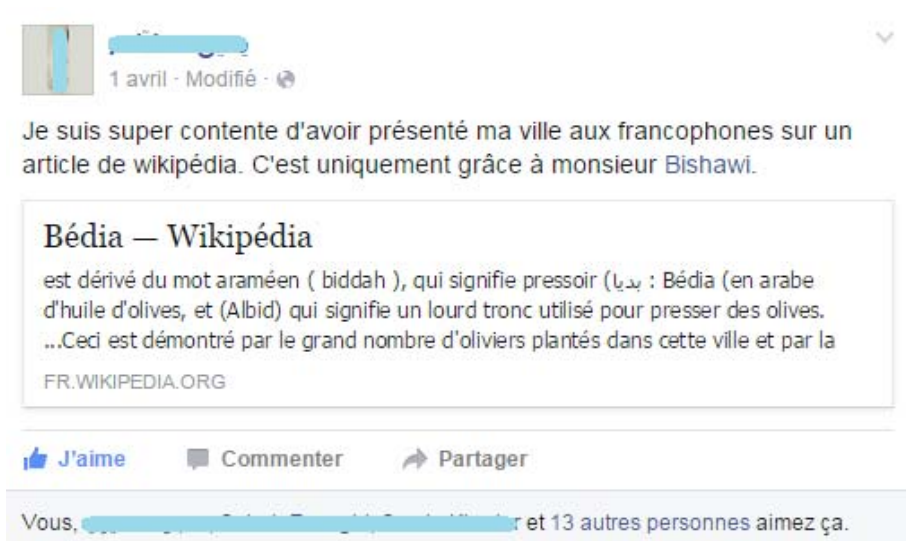 1 avril · Modifié ·
Je suis super contente d'avoir présenté ma ville aux francophones sur un
article de wikipédia. C'est uniquement grâce à monsieur Bishawi.
Bédia — Wikipédia
est dérivé du mot araméen ( biddah ), qui signifie pressoir (بديا : Bédia (en arabe
d'huile d'olives, et (Albid) qui signifie un lourd tronc utilisé pour presser des olives.
...Ceci est démontré par le grand nombre d'oliviers plantés dans cette ville et par la
FR.WIKIPEDIA.ORG
J'aime Commenter Partager
Vous, et 13 autres personnes aimez ça.